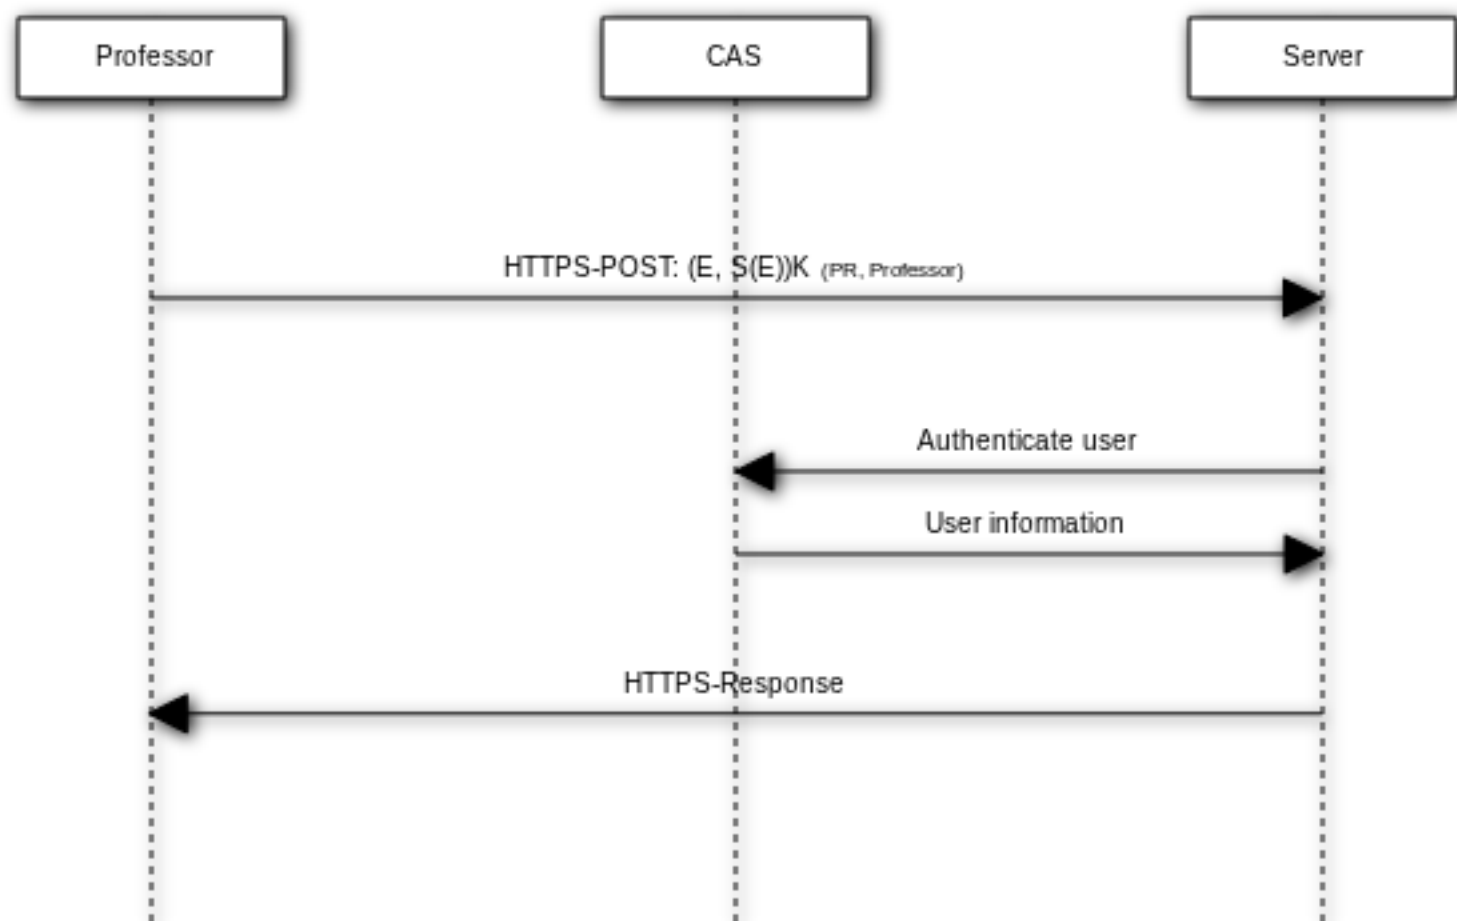 Professor
CAS
Server
HTTPS-POST: (E, S(E))K (PR, Professor)
Authenticate user
User information
HTTPS-Response